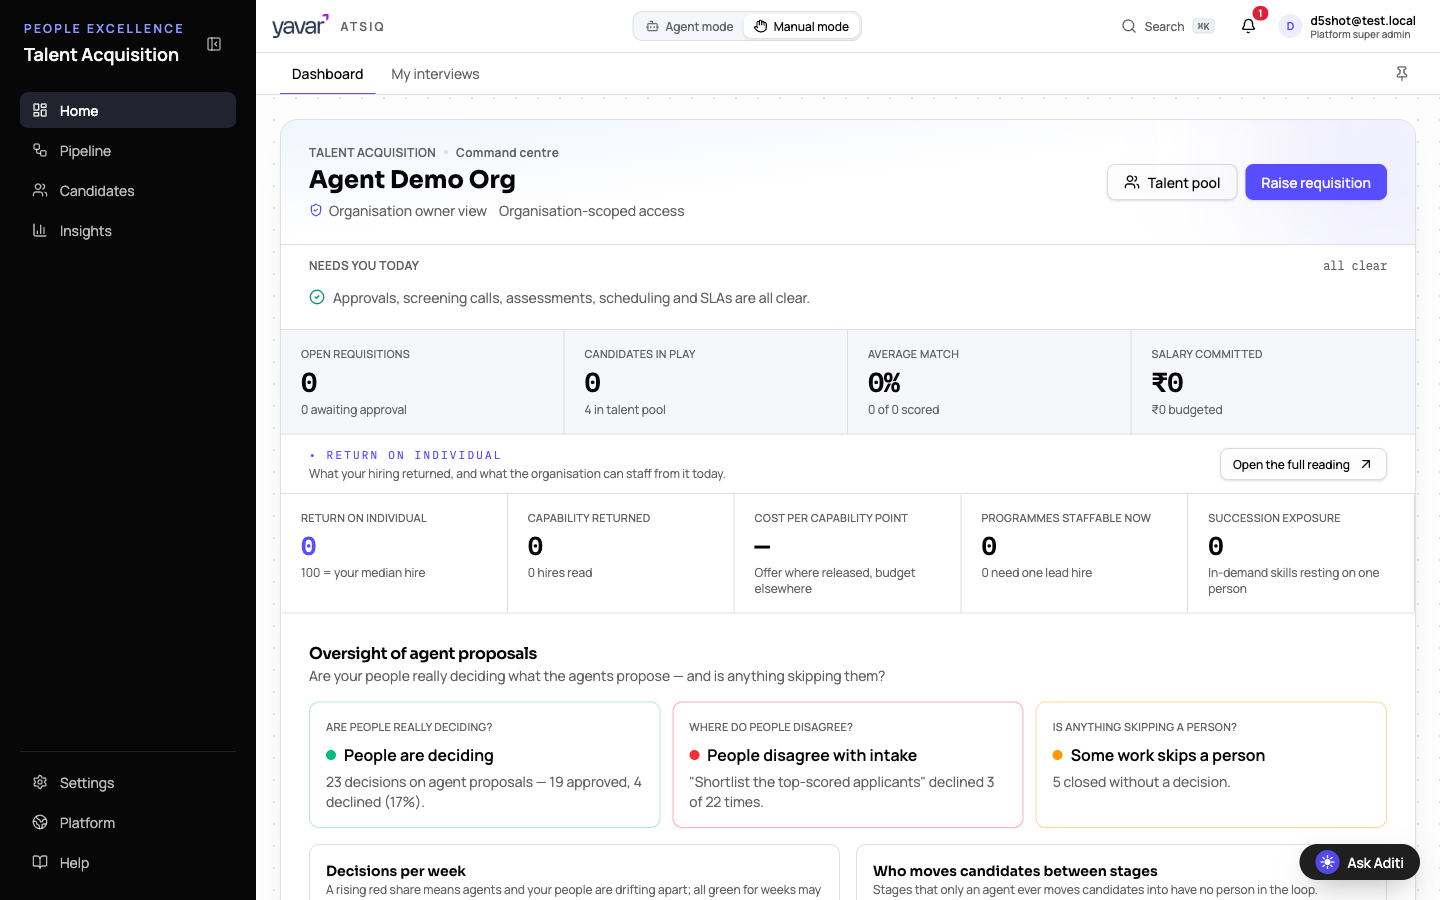 PEOPLE EXCELLENCE
Talent Acquisition
Home
Pipeline
Candidates
Insights
Settings
Platform
Help
yavar ATSIQ
Agent mode
Manual mode
Search ⌘K
1
D
d5shot@test.local
Platform super admin
Dashboard
My interviews
TALENT ACQUISITION • Command centre
Agent Demo Org
Organisation owner view Organisation-scoped access
Talent pool
Raise requisition
NEEDS YOU TODAY
all clear
Approvals, screening calls, assessments, scheduling and SLAs are all clear.
OPEN REQUISITIONS
0
0 awaiting approval
CANDIDATES IN PLAY
0
4 in talent pool
AVERAGE MATCH
0%
0 of 0 scored
SALARY COMMITTED
₹0
₹0 budgeted
• RETURN ON INDIVIDUAL
What your hiring returned, and what the organisation can staff from it today.
Open the full reading
RETURN ON INDIVIDUAL
0
100 = your median hire
CAPABILITY RETURNED
0
0 hires read
COST PER CAPABILITY POINT
—
Offer where released, budget
elsewhere
PROGRAMMES STAFFABLE NOW
0
0 need one lead hire
SUCCESSION EXPOSURE
0
In-demand skills resting on one
person
Oversight of agent proposals
Are your people really deciding what the agents propose — and is anything skipping them?
ARE PEOPLE REALLY DECIDING?
People are deciding
23 decisions on agent proposals — 19 approved, 4
declined (17%).
WHERE DO PEOPLE DISAGREE?
People disagree with intake
"Shortlist the top-scored applicants" declined 3
of 22 times.
IS ANYTHING SKIPPING A PERSON?
Some work skips a person
5 closed without a decision.
Decisions per week
A rising red share means agents and your people are drifting apart; all green for weeks may
Who moves candidates between stages
Stages that only an agent ever moves candidates into have no person in the loop.
Ask Aditi